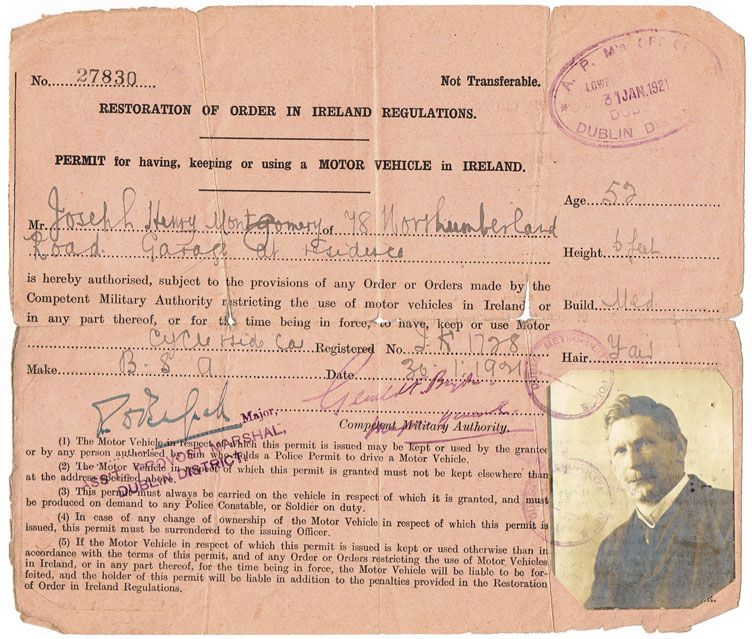 No. 27830
Not Transferable.
A. P. M's OFFICE
31 JAN. 1921
DUBLIN DIST
RESTORATION OF ORDER IN IRELAND REGULATIONS.
PERMIT for having, keeping or using a MOTOR VEHICLE in IRELAND.
Age 52
Mr. Joseph Henry Montgomery of 78 Northumberland
Road Garage at residence
Height 6 feet
is hereby authorised, subject to the provisions of any Order or Orders made by the
Competent Military Authority restricting the use of motor vehicles in Ireland or
in any part thereof, or for the time being in force, to have, keep or use Motor
Build Med
Cycle & side Car Registered No. IK 1728
Hair Fair
Make B-S A Date 30.1.1921
Major,
Competent Military Authority.
ASST. PROVOST MARSHAL,
DUBLIN DISTRICT.
(1) The Motor Vehicle in respect of which this permit is issued may be kept or used by the grantee
or by any person authorised by him who holds a Police Permit to drive a Motor Vehicle.
(2) The Motor Vehicle in respect of which this permit is granted must not be kept elsewhere than
at the address specified above.
(3) This permit must always be carried on the vehicle in respect of which it is granted, and must
be produced on demand to any Police Constable, or Soldier on duty.
(4) In case of any change of ownership of the Motor Vehicle in respect of which this permit is
issued, this permit must be surrendered to the issuing Officer.
(5) If the Motor Vehicle in respect of which this permit is issued is kept or used otherwise than in
accordance with the terms of this permit, and of any Order or Orders restricting the use of Motor Vehicles
in Ireland, or in any part thereof, for the time being in force, the Motor Vehicle will be liable to be for-
feited, and the holder of this permit will be liable in addition to the penalties provided in the Restoration
of Order in Ireland Regulations.